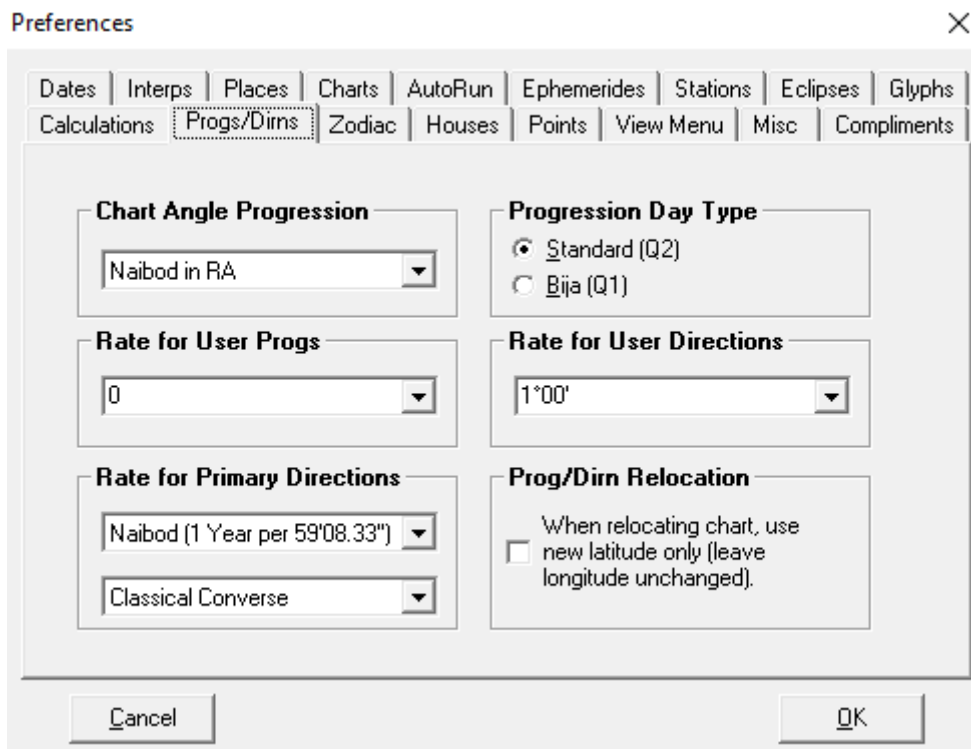 Preferences
Dates Interps Places Charts AutoRun Ephemerides Stations Eclipses Glyphs
Calculations Progs/Dirns Zodiac Houses Points View Menu Misc Compliments
Chart Angle Progression
Naibod in RA
Progression Day Type
Standard (Q2)
Bija (Q1)
Rate for User Progs
0
Rate for User Directions
1°00'
Rate for Primary Directions
Naibod (1 Year per 59'08.33")
Classical Converse
Prog/Dirn Relocation
When relocating chart, use
new latitude only (leave
longitude unchanged).
Cancel
OK